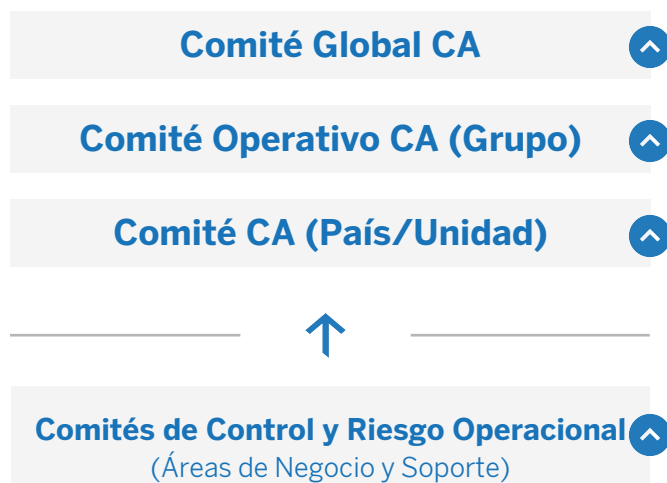 Comité Global CA
Comité Operativo CA (Grupo)
Comité CA (País/Unidad)
Comités de Control y Riesgo Operacional
(Áreas de Negocio y Soporte)